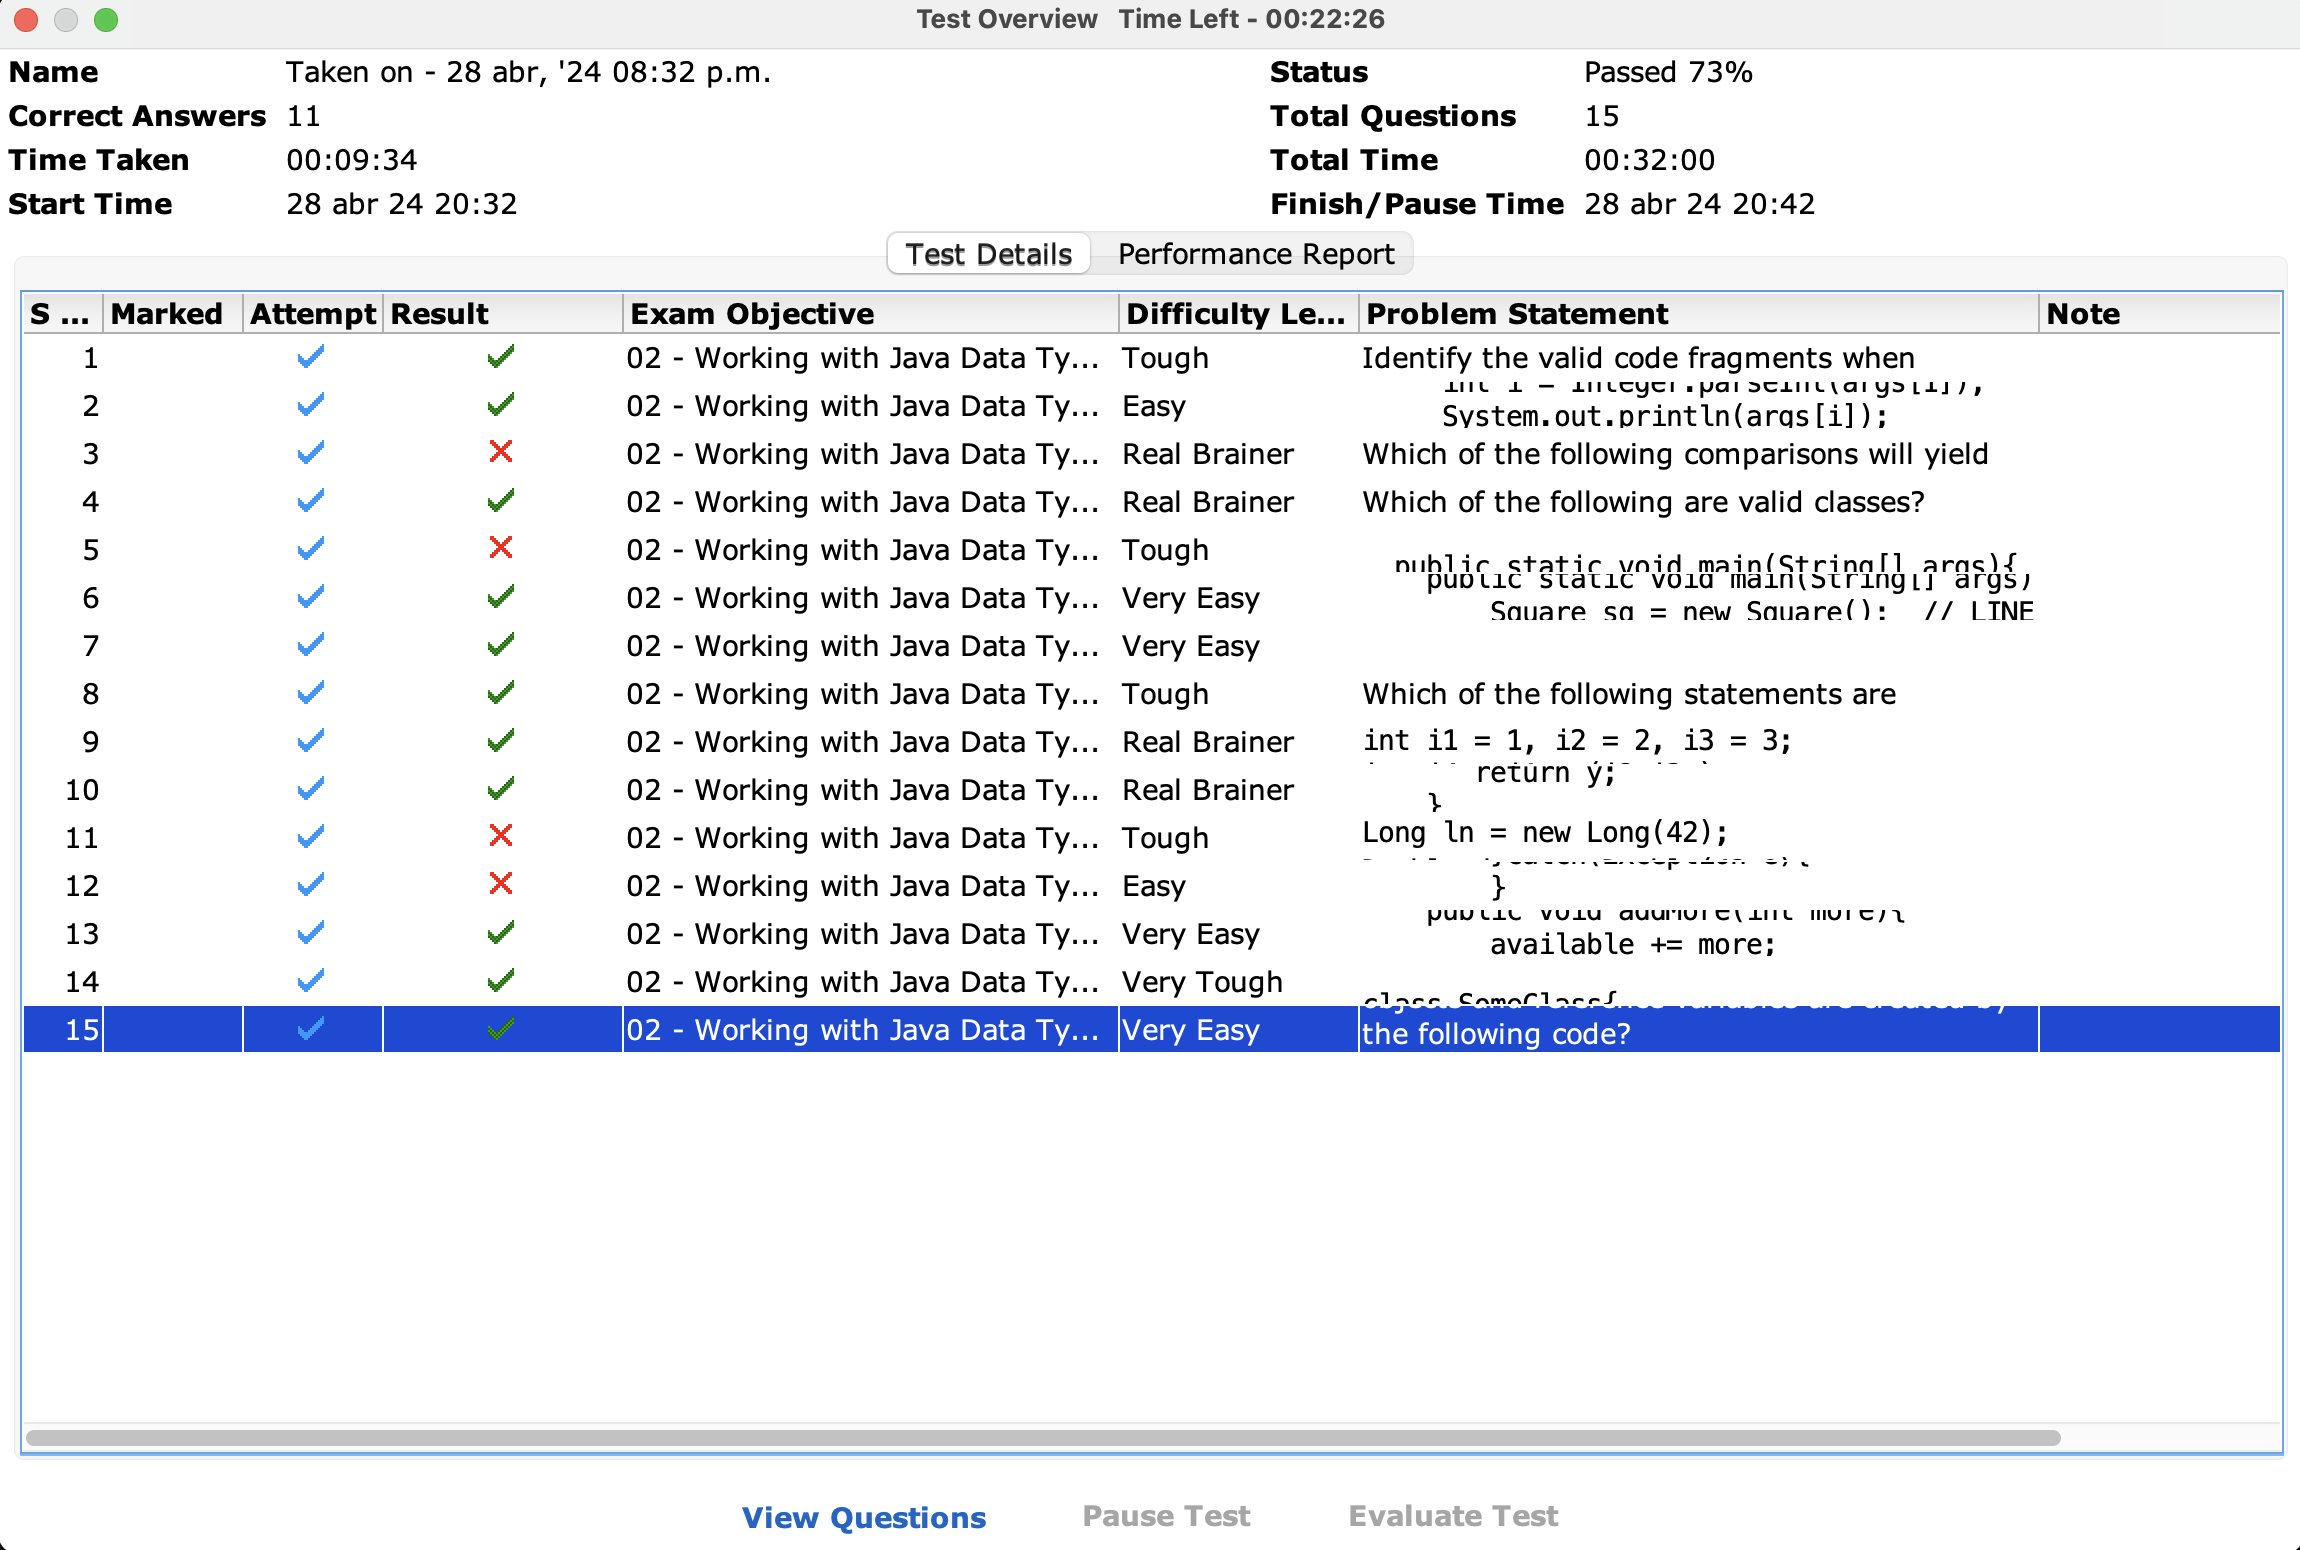 Test Overview Time Left - 00:22:26
Name Taken on - 28 abr, '24 08:32 p.m. Status Passed 73%
Correct Answers 11 Total Questions 15
Time Taken 00:09:34 Total Time 00:32:00
Start Time 28 abr 24 20:32 Finish/Pause Time 28 abr 24 20:42
Test Details Performance Report
S ... Marked Attempt Result Exam Objective Difficulty Le... Problem Statement Note
1 02 - Working with Java Data Ty... Tough Identify the valid code fragments when
int i = Integer.parseInt(args[i]);
2 02 - Working with Java Data Ty... Easy System.out.println(args[i]);
3 02 - Working with Java Data Ty... Real Brainer Which of the following comparisons will yield
4 02 - Working with Java Data Ty... Real Brainer Which of the following are valid classes?
5 02 - Working with Java Data Ty... Tough public static void main(String[] args){
public static void main(String[] args)
6 02 - Working with Java Data Ty... Very Easy Square sq = new Square(); // LINE
7 02 - Working with Java Data Ty... Very Easy
8 02 - Working with Java Data Ty... Tough Which of the following statements are
9 02 - Working with Java Data Ty... Real Brainer int i1 = 1, i2 = 2, i3 = 3;
return y;
10 02 - Working with Java Data Ty... Real Brainer }
11 02 - Working with Java Data Ty... Tough Long ln = new Long(42);
12 02 - Working with Java Data Ty... Easy }
public void addMore(int more){
13 02 - Working with Java Data Ty... Very Easy available += more;
14 02 - Working with Java Data Ty... Very Tough class SomeClass{
objects and reference variables are created by
15 02 - Working with Java Data Ty... Very Easy the following code?
View Questions Pause Test Evaluate Test